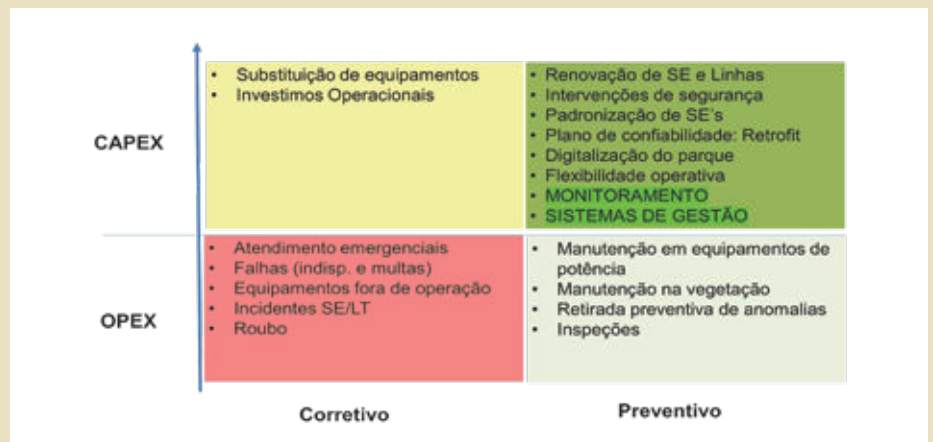 CAPEX
• Substituição de equipamentos
• Investimos Operacionais
• Renovação de SE e Linhas
• Intervenções de segurança
• Padronização de SE's
• Plano de confiabilidade: Retrofit
• Digitalização do parque
• Flexibilidade operativa
• MONITORAMENTO
• SISTEMAS DE GESTÃO
OPEX
• Atendimento emergenciais
• Falhas (indisp. e multas)
• Equipamentos fora de operação
• Incidentes SE/LT
• Roubo
• Manutenção em equipamentos de
potência
• Manutenção na vegetação
• Retirada preventiva de anomalias
• Inspeções
Corretivo
Preventivo